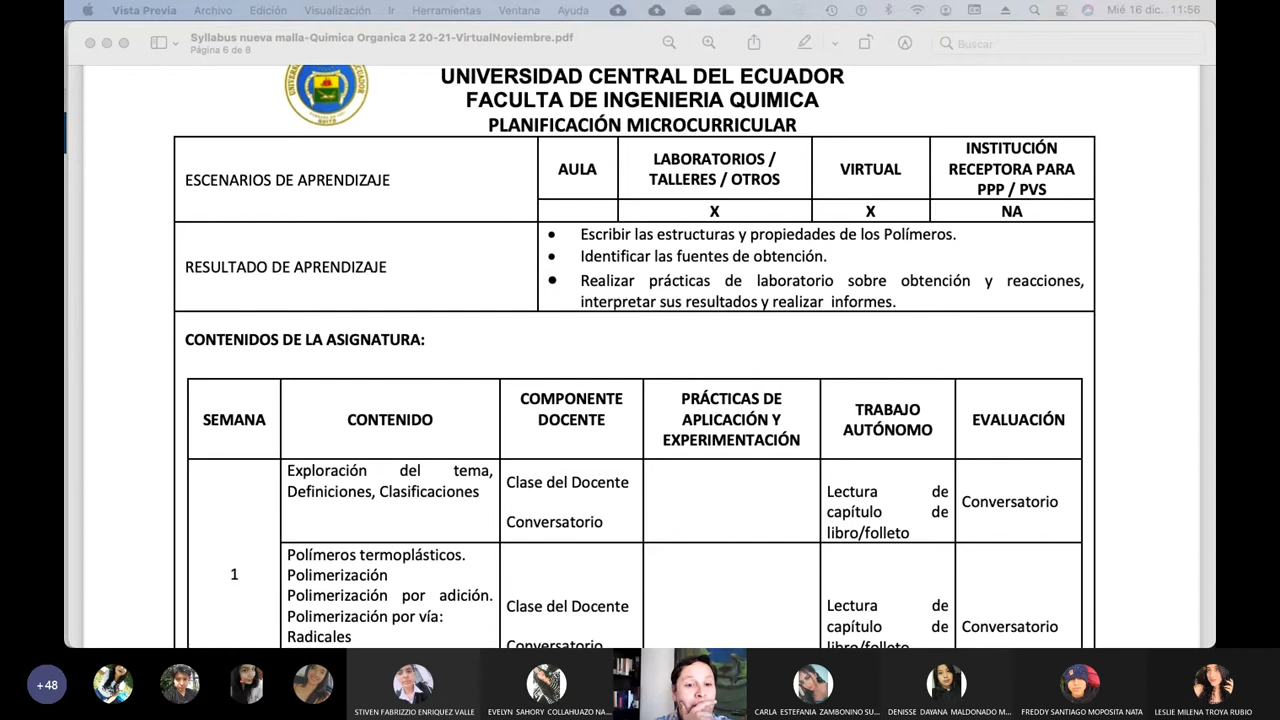 Vista Previa Archivo Edición Visualización Ir Herramientas Ventana Ayuda Mié 16 dic. 11:56
Syllabus nueva malla-Quimica Organica 2 20-21-VirtualNoviembre.pdf
Página 6 de 8
Buscar
UNIVERSIDAD CENTRAL DEL ECUADOR
FACULTA DE INGENIERIA QUIMICA
PLANIFICACIÓN MICROCURRICULAR
ESCENARIOS DE APRENDIZAJE
AULA
LABORATORIOS /
TALLERES / OTROS
VIRTUAL
INSTITUCIÓN
RECEPTORA PARA
PPP / PVS
X
X
NA
RESULTADO DE APRENDIZAJE
• Escribir las estructuras y propiedades de los Polímeros.
• Identificar las fuentes de obtención.
• Realizar prácticas de laboratorio sobre obtención y reacciones,
interpretar sus resultados y realizar informes.
CONTENIDOS DE LA ASIGNATURA:
SEMANA
CONTENIDO
COMPONENTE
DOCENTE
PRÁCTICAS DE
APLICACIÓN Y
EXPERIMENTACIÓN
TRABAJO
AUTÓNOMO
EVALUACIÓN
1
Exploración del tema,
Definiciones, Clasificaciones
Clase del Docente
Conversatorio
Lectura de
capítulo de
libro/folleto
Conversatorio
Polímeros termoplásticos.
Polimerización
Polimerización por adición.
Polimerización por vía:
Radicales
Clase del Docente
Conversatorio
Lectura de
capítulo de
libro/folleto
Conversatorio
+48
STIVEN FABRIZZIO ENRIQUEZ VALLE
EVELYN SAHORY COLLAHUAZO NA...
CARLA ESTEFANIA ZAMBONINO SU...
DENISSE DAYANA MALDONADO M...
FREDDY SANTIAGO MOPOSITA NATA
LESLIE MILENA TROYA RUBIO